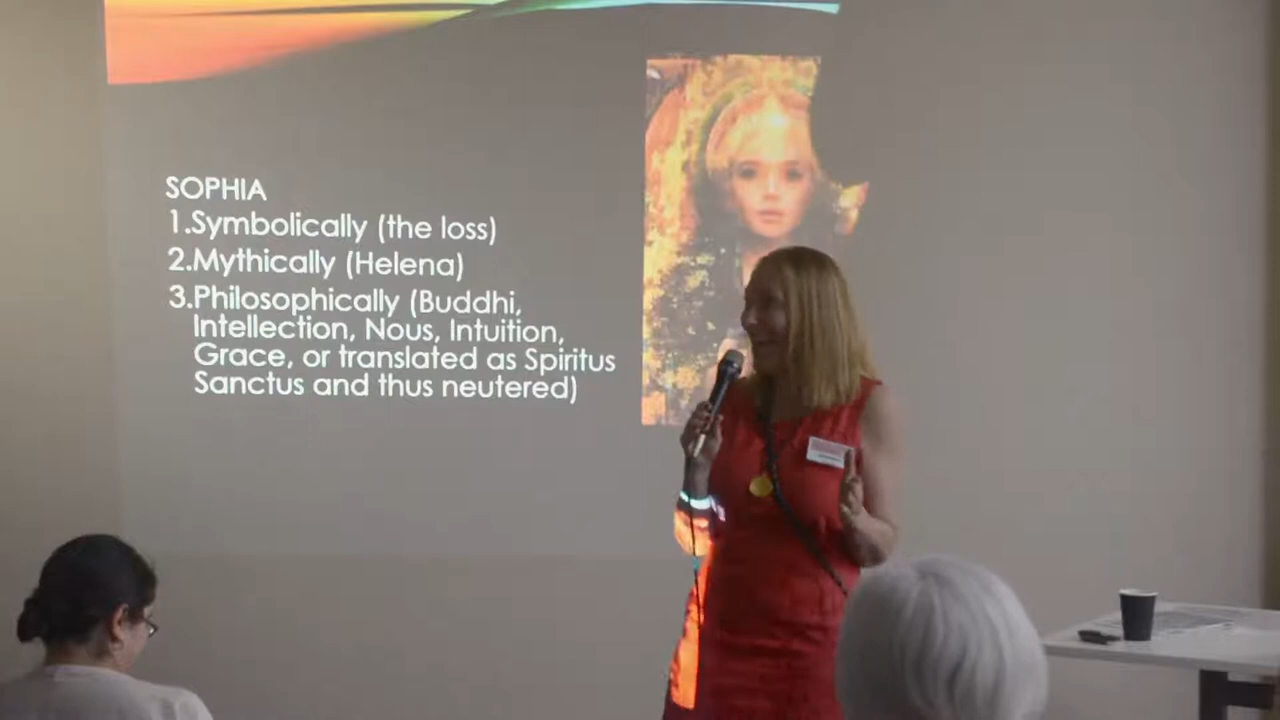 SOPHIA
1.Symbolically (the loss)
2.Mythically (Helena)
3.Philosophically (Buddhi,
Intellection, Nous, Intuition,
Grace, or translated as Spiritus
Sanctus and thus neutered)